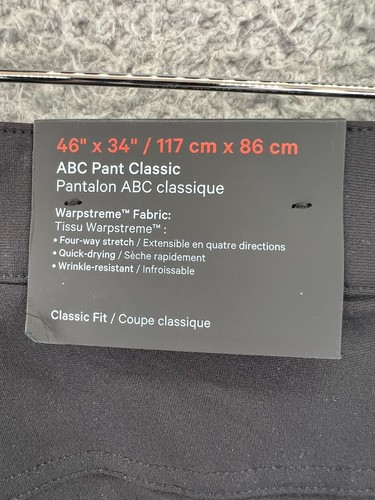 46" x 34" / 117 cm x 86 cm
ABC Pant Classic
Pantalon ABC classique
Warpstreme™ Fabric:
Tissu Warpstreme™ :
• Four-way stretch / Extensible en quatre directions
• Quick-drying / Sèche rapidement
• Wrinkle-resistant / Infroissable
Classic Fit / Coupe classique